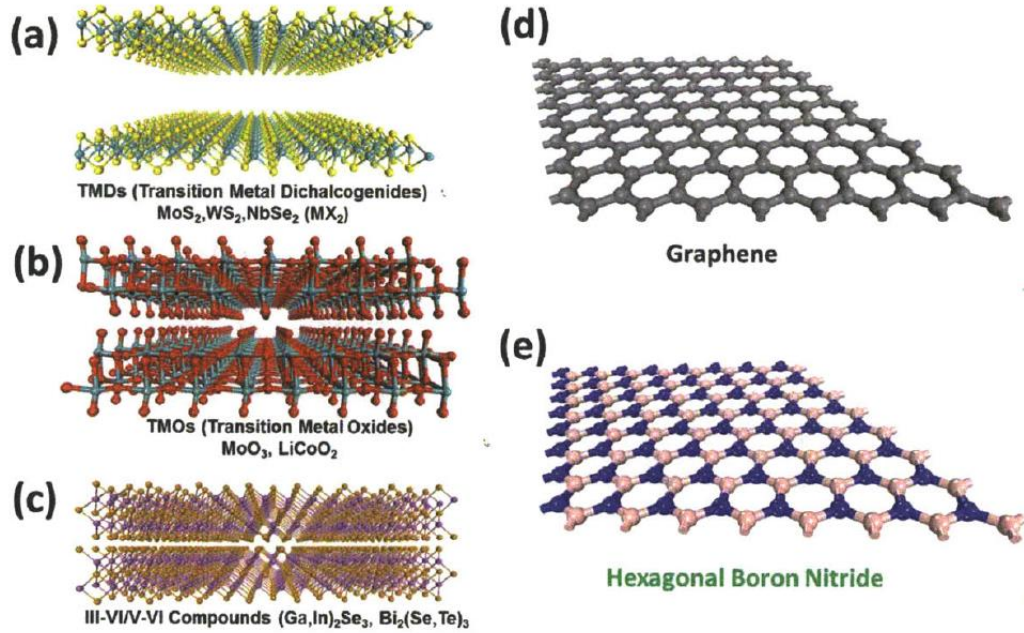 (a)
TMDs (Transition Metal Dichalcogenides)
MoS₂,WS₂,NbSe₂ (MX₂)
(b)
TMOs (Transition Metal Oxides)
MoO₃, LiCoO₂
(c)
III-VI/V-VI Compounds (Ga,In)₂Se₃, Bi₂(Se,Te)₃
(d)
Graphene
(e)
Hexagonal Boron Nitride